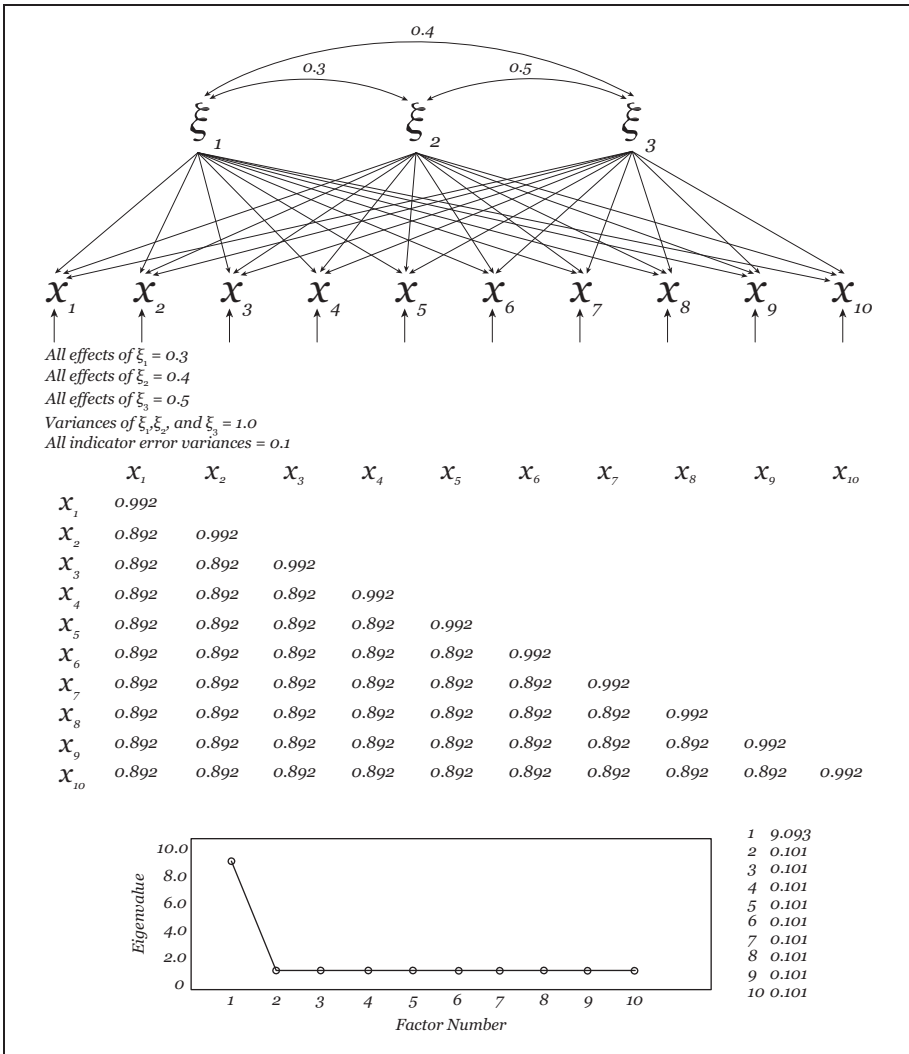 0.4
0.3 0.5
ξ1 ξ2 ξ3
x1 x2 x3 x4 x5 x6 x7 x8 x9 x10
All effects of ξ1 = 0.3
All effects of ξ2 = 0.4
All effects of ξ3 = 0.5
Variances of ξ1,ξ2, and ξ3 = 1.0
All indicator error variances = 0.1
x1 x2 x3 x4 x5 x6 x7 x8 x9 x10
x1 0.992
x2 0.892 0.992
x3 0.892 0.892 0.992
x4 0.892 0.892 0.892 0.992
x5 0.892 0.892 0.892 0.892 0.992
x6 0.892 0.892 0.892 0.892 0.892 0.992
x7 0.892 0.892 0.892 0.892 0.892 0.892 0.992
x8 0.892 0.892 0.892 0.892 0.892 0.892 0.892 0.992
x9 0.892 0.892 0.892 0.892 0.892 0.892 0.892 0.892 0.992
x10 0.892 0.892 0.892 0.892 0.892 0.892 0.892 0.892 0.892 0.992
Eigenvalue
10.0
8.0
6.0
4.0
2.0
0
1 2 3 4 5 6 7 8 9 10
Factor Number
1 9.093
2 0.101
3 0.101
4 0.101
5 0.101
6 0.101
7 0.101
8 0.101
9 0.101
10 0.101